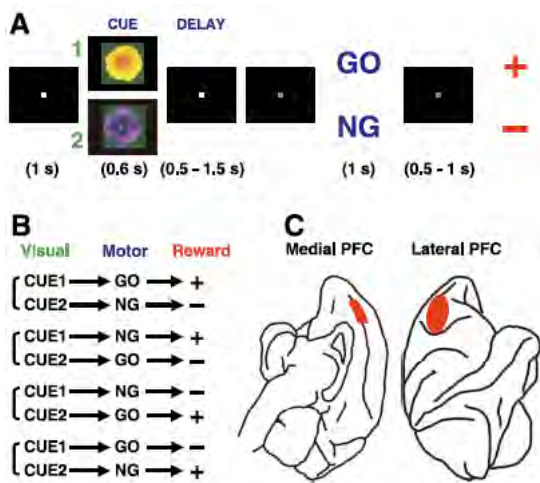 A
CUE DELAY
1
GO +
2
NG −
(1 s) (0.6 s) (0.5 – 1.5 s) (1 s) (0.5 – 1 s)
B
Visual Motor Reward
CUE1 GO +
CUE2 NG −
CUE1 NG +
CUE2 GO −
CUE1 NG −
CUE2 GO +
CUE1 GO −
CUE2 NG +
C
Medial PFC Lateral PFC